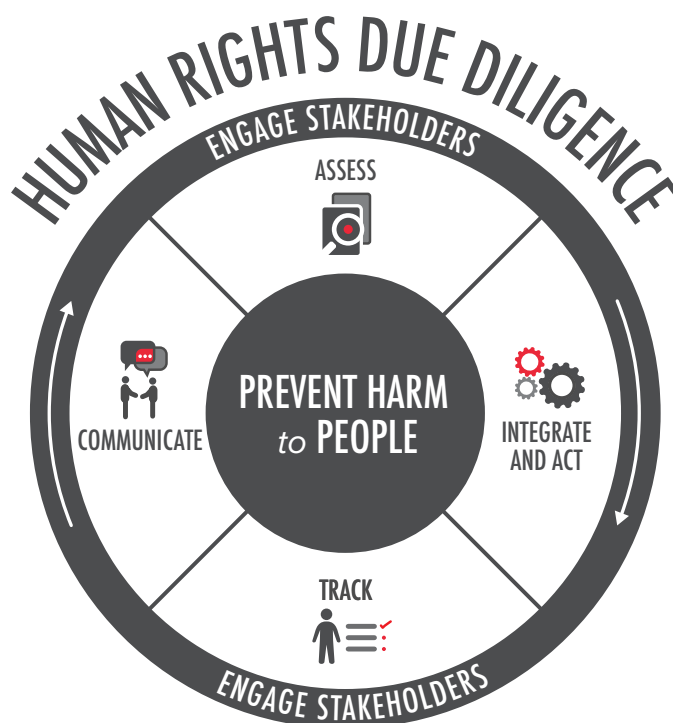 HUMAN RIGHTS DUE DILIGENCE
ENGAGE STAKEHOLDERS
ASSESS
COMMUNICATE
PREVENT HARM
to PEOPLE
INTEGRATE
AND ACT
TRACK
ENGAGE STAKEHOLDERS